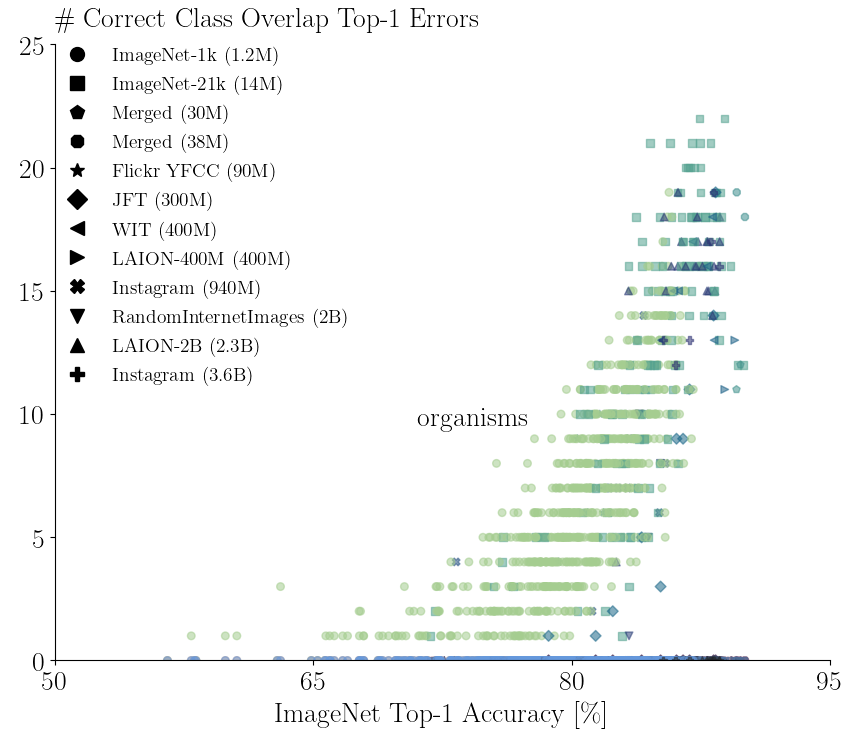 # Correct Class Overlap Top-1 Errors
25
ImageNet-1k (1.2M)
ImageNet-21k (14M)
Merged (30M)
Merged (38M)
20
Flickr YFCC (90M)
JFT (300M)
WIT (400M)
LAION-400M (400M)
15
Instagram (940M)
RandomInternetImages (2B)
LAION-2B (2.3B)
Instagram (3.6B)
10
organisms
5
0
50 65 80 95
ImageNet Top-1 Accuracy [%]